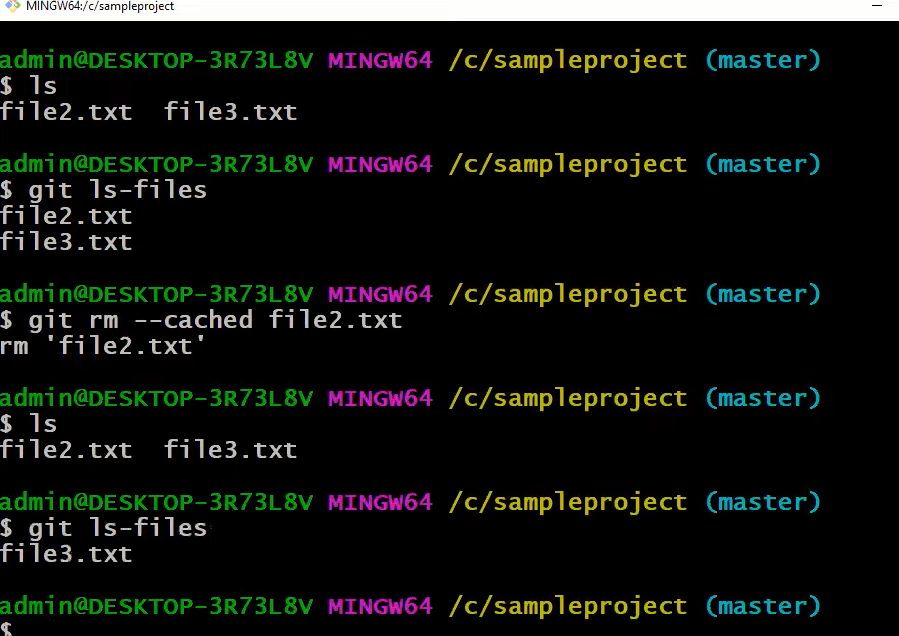 MINGW64:/c/sampleproject
admin@DESKTOP-3R73L8V MINGW64 /c/sampleproject (master)
$ ls
file2.txt  file3.txt
admin@DESKTOP-3R73L8V MINGW64 /c/sampleproject (master)
$ git ls-files
file2.txt
file3.txt
admin@DESKTOP-3R73L8V MINGW64 /c/sampleproject (master)
$ git rm --cached file2.txt
rm 'file2.txt'
admin@DESKTOP-3R73L8V MINGW64 /c/sampleproject (master)
$ ls
file2.txt  file3.txt
admin@DESKTOP-3R73L8V MINGW64 /c/sampleproject (master)
$ git ls-files
file3.txt
admin@DESKTOP-3R73L8V MINGW64 /c/sampleproject (master)
$